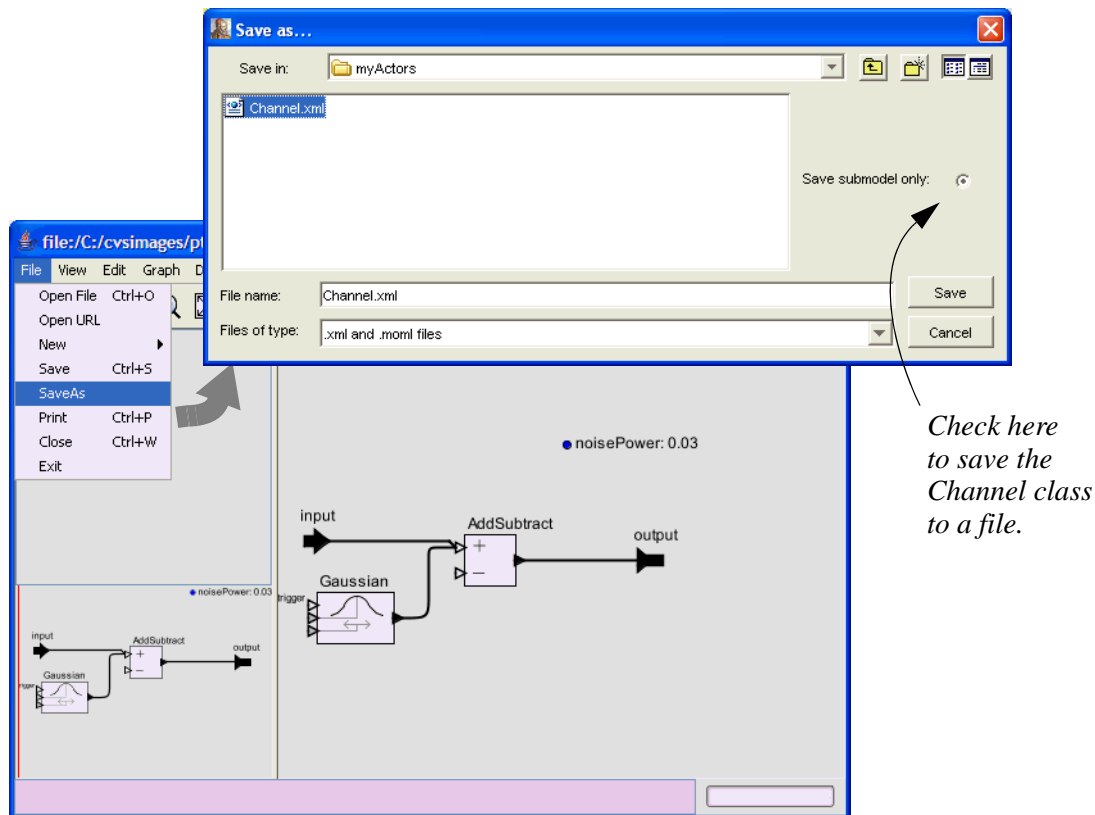 Save as...
Save in:
myActors
Channel.xml
Save submodel only:
File name:
Channel.xml
Save
Files of type:
.xml and .moml files
Cancel
file:/C:/cvsimages/pt
File View Edit Graph D
Open File Ctrl+O
Open URL
New
Save Ctrl+S
SaveAs
Print Ctrl+P
Close Ctrl+W
Exit
Check here
to save the
Channel class
to a file.
noisePower: 0.03
input
AddSubtract
output
+
−
Gaussian
trigger
noisePower: 0.03
input
AddSubtract
output
+
−
Gaussian